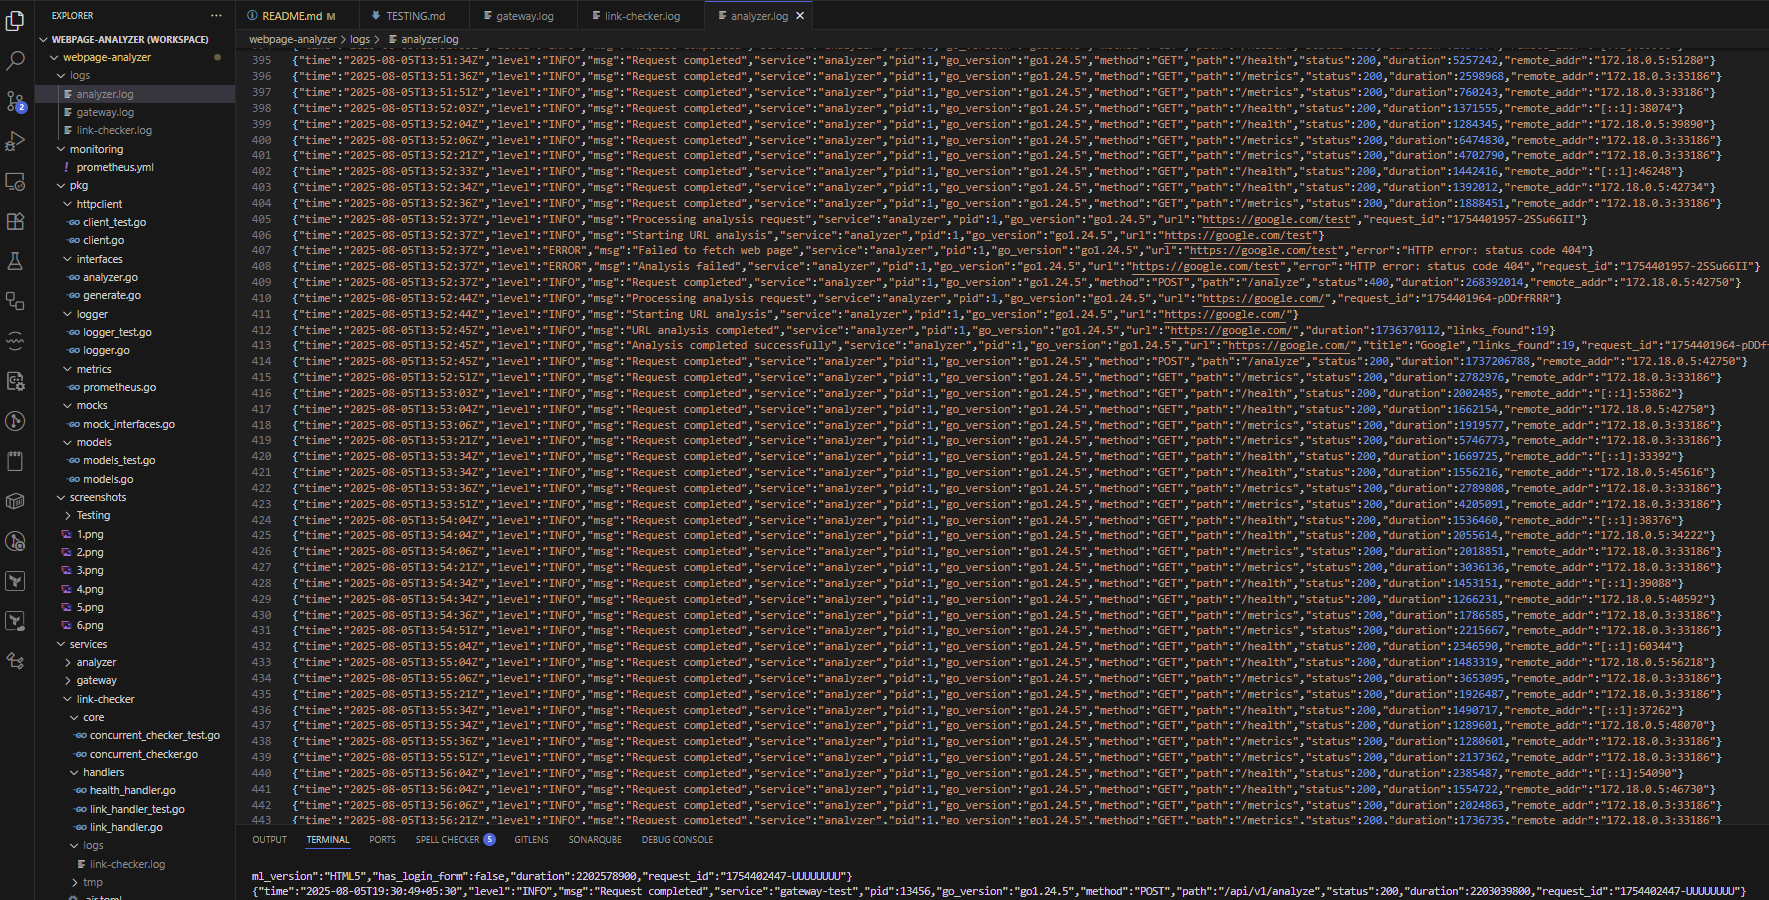 EXPLORER ···
WEBPAGE-ANALYZER (WORKSPACE)
webpage-analyzer
logs
analyzer.log
gateway.log
link-checker.log
monitoring
! prometheus.yml
pkg
httpclient
client_test.go
client.go
interfaces
analyzer.go
generate.go
logger
logger_test.go
logger.go
metrics
prometheus.go
mocks
mock_interfaces.go
models
models_test.go
models.go
screenshots
Testing
1.png
2.png
3.png
4.png
5.png
6.png
services
analyzer
gateway
link-checker
core
concurrent_checker_test.go
concurrent_checker.go
handlers
health_handler.go
link_handler_test.go
link_handler.go
logs
link-checker.log
tmp
.air.toml
2
README.md M TESTING.md gateway.log link-checker.log analyzer.log
webpage-analyzer > logs > analyzer.log
395 {"time":"2025-08-05T13:51:34Z","level":"INFO","msg":"Request completed","service":"analyzer","pid":1,"go_version":"go1.24.5","method":"GET","path":"/health","status":200,"duration":5257242,"remote_addr":"172.18.0.5:51280"}
396 {"time":"2025-08-05T13:51:36Z","level":"INFO","msg":"Request completed","service":"analyzer","pid":1,"go_version":"go1.24.5","method":"GET","path":"/metrics","status":200,"duration":2598968,"remote_addr":"172.18.0.3:33186"}
397 {"time":"2025-08-05T13:51:51Z","level":"INFO","msg":"Request completed","service":"analyzer","pid":1,"go_version":"go1.24.5","method":"GET","path":"/metrics","status":200,"duration":760243,"remote_addr":"172.18.0.3:33186"}
398 {"time":"2025-08-05T13:52:03Z","level":"INFO","msg":"Request completed","service":"analyzer","pid":1,"go_version":"go1.24.5","method":"GET","path":"/health","status":200,"duration":1371555,"remote_addr":"[::1]:38074"}
399 {"time":"2025-08-05T13:52:04Z","level":"INFO","msg":"Request completed","service":"analyzer","pid":1,"go_version":"go1.24.5","method":"GET","path":"/health","status":200,"duration":1284345,"remote_addr":"172.18.0.5:39890"}
400 {"time":"2025-08-05T13:52:06Z","level":"INFO","msg":"Request completed","service":"analyzer","pid":1,"go_version":"go1.24.5","method":"GET","path":"/metrics","status":200,"duration":6474830,"remote_addr":"172.18.0.3:33186"}
401 {"time":"2025-08-05T13:52:21Z","level":"INFO","msg":"Request completed","service":"analyzer","pid":1,"go_version":"go1.24.5","method":"GET","path":"/metrics","status":200,"duration":4702790,"remote_addr":"172.18.0.3:33186"}
402 {"time":"2025-08-05T13:52:33Z","level":"INFO","msg":"Request completed","service":"analyzer","pid":1,"go_version":"go1.24.5","method":"GET","path":"/health","status":200,"duration":1442416,"remote_addr":"[::1]:46248"}
403 {"time":"2025-08-05T13:52:34Z","level":"INFO","msg":"Request completed","service":"analyzer","pid":1,"go_version":"go1.24.5","method":"GET","path":"/health","status":200,"duration":1392012,"remote_addr":"172.18.0.5:42734"}
404 {"time":"2025-08-05T13:52:36Z","level":"INFO","msg":"Request completed","service":"analyzer","pid":1,"go_version":"go1.24.5","method":"GET","path":"/metrics","status":200,"duration":1888451,"remote_addr":"172.18.0.3:33186"}
405 {"time":"2025-08-05T13:52:37Z","level":"INFO","msg":"Processing analysis request","service":"analyzer","pid":1,"go_version":"go1.24.5","url":"https://google.com/test","request_id":"1754401957-2SSu66II"}
406 {"time":"2025-08-05T13:52:37Z","level":"INFO","msg":"Starting URL analysis","service":"analyzer","pid":1,"go_version":"go1.24.5","url":"https://google.com/test"}
407 {"time":"2025-08-05T13:52:37Z","level":"ERROR","msg":"Failed to fetch web page","service":"analyzer","pid":1,"go_version":"go1.24.5","url":"https://google.com/test","error":"HTTP error: status code 404"}
408 {"time":"2025-08-05T13:52:37Z","level":"ERROR","msg":"Analysis failed","service":"analyzer","pid":1,"go_version":"go1.24.5","url":"https://google.com/test","error":"HTTP error: status code 404","request_id":"1754401957-2SSu66II"}
409 {"time":"2025-08-05T13:52:37Z","level":"INFO","msg":"Request completed","service":"analyzer","pid":1,"go_version":"go1.24.5","method":"POST","path":"/analyze","status":400,"duration":268392014,"remote_addr":"172.18.0.5:42750"}
410 {"time":"2025-08-05T13:52:44Z","level":"INFO","msg":"Processing analysis request","service":"analyzer","pid":1,"go_version":"go1.24.5","url":"https://google.com/","request_id":"1754401964-pDDffRRR"}
411 {"time":"2025-08-05T13:52:44Z","level":"INFO","msg":"Starting URL analysis","service":"analyzer","pid":1,"go_version":"go1.24.5","url":"https://google.com/"}
412 {"time":"2025-08-05T13:52:45Z","level":"INFO","msg":"URL analysis completed","service":"analyzer","pid":1,"go_version":"go1.24.5","url":"https://google.com/","duration":1736370112,"links_found":19}
413 {"time":"2025-08-05T13:52:45Z","level":"INFO","msg":"Analysis completed successfully","service":"analyzer","pid":1,"go_version":"go1.24.5","url":"https://google.com/","title":"Google","links_found":19,"request_id":"1754401964-pDDf
414 {"time":"2025-08-05T13:52:45Z","level":"INFO","msg":"Request completed","service":"analyzer","pid":1,"go_version":"go1.24.5","method":"POST","path":"/analyze","status":200,"duration":1737206788,"remote_addr":"172.18.0.5:42750"}
415 {"time":"2025-08-05T13:52:51Z","level":"INFO","msg":"Request completed","service":"analyzer","pid":1,"go_version":"go1.24.5","method":"GET","path":"/metrics","status":200,"duration":2782976,"remote_addr":"172.18.0.3:33186"}
416 {"time":"2025-08-05T13:53:03Z","level":"INFO","msg":"Request completed","service":"analyzer","pid":1,"go_version":"go1.24.5","method":"GET","path":"/health","status":200,"duration":2002485,"remote_addr":"[::1]:53862"}
417 {"time":"2025-08-05T13:53:04Z","level":"INFO","msg":"Request completed","service":"analyzer","pid":1,"go_version":"go1.24.5","method":"GET","path":"/health","status":200,"duration":1662154,"remote_addr":"172.18.0.5:42750"}
418 {"time":"2025-08-05T13:53:06Z","level":"INFO","msg":"Request completed","service":"analyzer","pid":1,"go_version":"go1.24.5","method":"GET","path":"/metrics","status":200,"duration":1919577,"remote_addr":"172.18.0.3:33186"}
419 {"time":"2025-08-05T13:53:21Z","level":"INFO","msg":"Request completed","service":"analyzer","pid":1,"go_version":"go1.24.5","method":"GET","path":"/metrics","status":200,"duration":5746773,"remote_addr":"172.18.0.3:33186"}
420 {"time":"2025-08-05T13:53:34Z","level":"INFO","msg":"Request completed","service":"analyzer","pid":1,"go_version":"go1.24.5","method":"GET","path":"/health","status":200,"duration":1669725,"remote_addr":"[::1]:33392"}
421 {"time":"2025-08-05T13:53:34Z","level":"INFO","msg":"Request completed","service":"analyzer","pid":1,"go_version":"go1.24.5","method":"GET","path":"/health","status":200,"duration":1556216,"remote_addr":"172.18.0.5:45616"}
422 {"time":"2025-08-05T13:53:36Z","level":"INFO","msg":"Request completed","service":"analyzer","pid":1,"go_version":"go1.24.5","method":"GET","path":"/metrics","status":200,"duration":2789808,"remote_addr":"172.18.0.3:33186"}
423 {"time":"2025-08-05T13:53:51Z","level":"INFO","msg":"Request completed","service":"analyzer","pid":1,"go_version":"go1.24.5","method":"GET","path":"/metrics","status":200,"duration":4205091,"remote_addr":"172.18.0.3:33186"}
424 {"time":"2025-08-05T13:54:04Z","level":"INFO","msg":"Request completed","service":"analyzer","pid":1,"go_version":"go1.24.5","method":"GET","path":"/health","status":200,"duration":1536460,"remote_addr":"[::1]:38376"}
425 {"time":"2025-08-05T13:54:04Z","level":"INFO","msg":"Request completed","service":"analyzer","pid":1,"go_version":"go1.24.5","method":"GET","path":"/health","status":200,"duration":2055614,"remote_addr":"172.18.0.5:34222"}
426 {"time":"2025-08-05T13:54:06Z","level":"INFO","msg":"Request completed","service":"analyzer","pid":1,"go_version":"go1.24.5","method":"GET","path":"/metrics","status":200,"duration":2018851,"remote_addr":"172.18.0.3:33186"}
427 {"time":"2025-08-05T13:54:21Z","level":"INFO","msg":"Request completed","service":"analyzer","pid":1,"go_version":"go1.24.5","method":"GET","path":"/metrics","status":200,"duration":3036136,"remote_addr":"172.18.0.3:33186"}
428 {"time":"2025-08-05T13:54:34Z","level":"INFO","msg":"Request completed","service":"analyzer","pid":1,"go_version":"go1.24.5","method":"GET","path":"/health","status":200,"duration":1453151,"remote_addr":"[::1]:39088"}
429 {"time":"2025-08-05T13:54:34Z","level":"INFO","msg":"Request completed","service":"analyzer","pid":1,"go_version":"go1.24.5","method":"GET","path":"/health","status":200,"duration":1266231,"remote_addr":"172.18.0.5:40592"}
430 {"time":"2025-08-05T13:54:36Z","level":"INFO","msg":"Request completed","service":"analyzer","pid":1,"go_version":"go1.24.5","method":"GET","path":"/metrics","status":200,"duration":1786585,"remote_addr":"172.18.0.3:33186"}
431 {"time":"2025-08-05T13:54:51Z","level":"INFO","msg":"Request completed","service":"analyzer","pid":1,"go_version":"go1.24.5","method":"GET","path":"/metrics","status":200,"duration":2215667,"remote_addr":"172.18.0.3:33186"}
432 {"time":"2025-08-05T13:55:04Z","level":"INFO","msg":"Request completed","service":"analyzer","pid":1,"go_version":"go1.24.5","method":"GET","path":"/health","status":200,"duration":2346590,"remote_addr":"[::1]:60344"}
433 {"time":"2025-08-05T13:55:04Z","level":"INFO","msg":"Request completed","service":"analyzer","pid":1,"go_version":"go1.24.5","method":"GET","path":"/health","status":200,"duration":1483319,"remote_addr":"172.18.0.5:56218"}
434 {"time":"2025-08-05T13:55:06Z","level":"INFO","msg":"Request completed","service":"analyzer","pid":1,"go_version":"go1.24.5","method":"GET","path":"/metrics","status":200,"duration":3653095,"remote_addr":"172.18.0.3:33186"}
435 {"time":"2025-08-05T13:55:21Z","level":"INFO","msg":"Request completed","service":"analyzer","pid":1,"go_version":"go1.24.5","method":"GET","path":"/metrics","status":200,"duration":1926487,"remote_addr":"172.18.0.3:33186"}
436 {"time":"2025-08-05T13:55:34Z","level":"INFO","msg":"Request completed","service":"analyzer","pid":1,"go_version":"go1.24.5","method":"GET","path":"/health","status":200,"duration":1490717,"remote_addr":"[::1]:37262"}
437 {"time":"2025-08-05T13:55:34Z","level":"INFO","msg":"Request completed","service":"analyzer","pid":1,"go_version":"go1.24.5","method":"GET","path":"/health","status":200,"duration":1289601,"remote_addr":"172.18.0.5:48070"}
438 {"time":"2025-08-05T13:55:36Z","level":"INFO","msg":"Request completed","service":"analyzer","pid":1,"go_version":"go1.24.5","method":"GET","path":"/metrics","status":200,"duration":1280601,"remote_addr":"172.18.0.3:33186"}
439 {"time":"2025-08-05T13:55:51Z","level":"INFO","msg":"Request completed","service":"analyzer","pid":1,"go_version":"go1.24.5","method":"GET","path":"/metrics","status":200,"duration":2137362,"remote_addr":"172.18.0.3:33186"}
440 {"time":"2025-08-05T13:56:04Z","level":"INFO","msg":"Request completed","service":"analyzer","pid":1,"go_version":"go1.24.5","method":"GET","path":"/health","status":200,"duration":2385487,"remote_addr":"[::1]:54090"}
441 {"time":"2025-08-05T13:56:04Z","level":"INFO","msg":"Request completed","service":"analyzer","pid":1,"go_version":"go1.24.5","method":"GET","path":"/health","status":200,"duration":1554722,"remote_addr":"172.18.0.5:46730"}
442 {"time":"2025-08-05T13:56:06Z","level":"INFO","msg":"Request completed","service":"analyzer","pid":1,"go_version":"go1.24.5","method":"GET","path":"/metrics","status":200,"duration":2024863,"remote_addr":"172.18.0.3:33186"}
443 {"time":"2025-08-05T13:56:21Z","level":"INFO","msg":"Request completed","service":"analyzer","pid":1,"go_version":"go1.24.5","method":"GET","path":"/metrics","status":200,"duration":1736735,"remote_addr":"172.18.0.3:33186"}
OUTPUT TERMINAL PORTS SPELL CHECKER 5 GITLENS SONARQUBE DEBUG CONSOLE
ml_version":"HTML5","has_login_form":false,"duration":2202578900,"request_id":"1754402447-UUUUUUUU"}
{"time":"2025-08-05T19:30:49+05:30","level":"INFO","msg":"Request completed","service":"gateway-test","pid":13456,"go_version":"go1.24.5","method":"POST","path":"/api/v1/analyze","status":200,"duration":2203039800,"request_id":"1754402447-UUUUUUUU"}